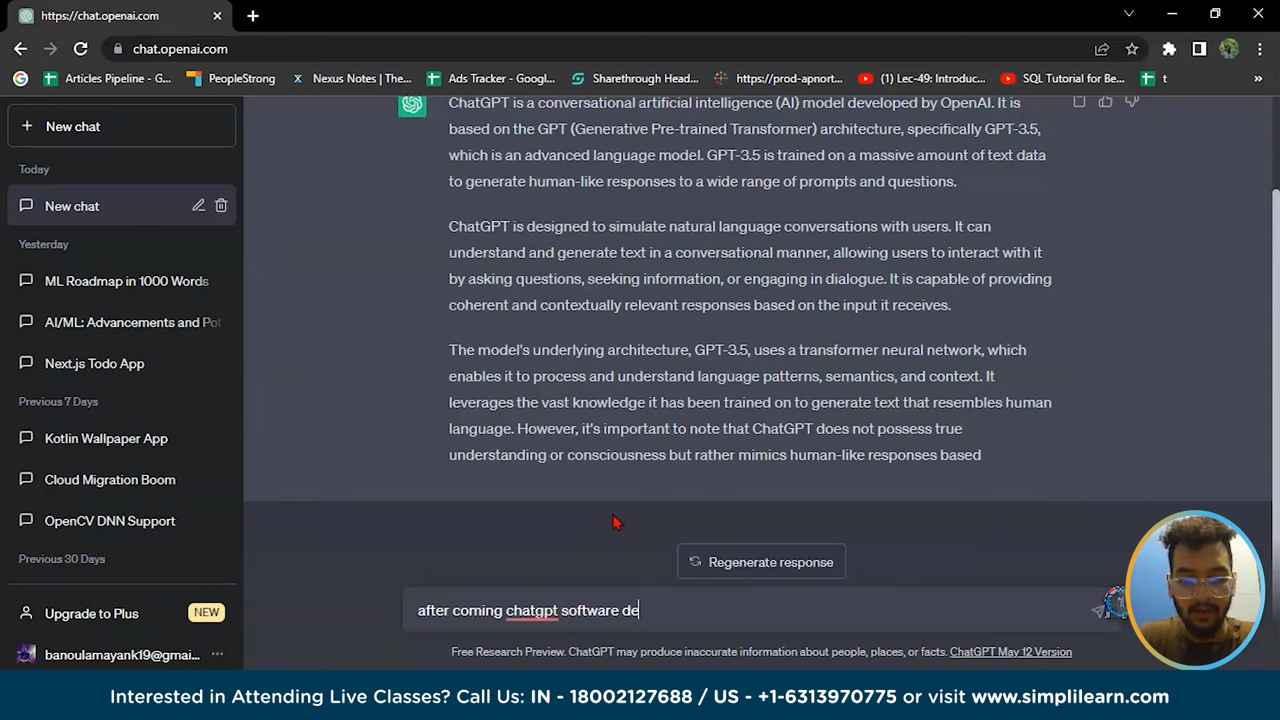 https://chat.openai.com
chat.openai.com
Articles Pipeline - G...
PeopleStrong
Nexus Notes | The...
Ads Tracker - Googl...
Sharethrough Head...
https://prod-apnort...
(1) Lec-49: Introduc...
SQL Tutorial for Be...
t
»
+ New chat
Today
New chat
Yesterday
ML Roadmap in 1000 Words
AI/ML: Advancements and Pot
Next.js Todo App
Previous 7 Days
Kotlin Wallpaper App
Cloud Migration Boom
OpenCV DNN Support
Previous 30 Days
Upgrade to Plus NEW
banoulamayank19@gmai...
ChatGPT is a conversational artificial intelligence (AI) model developed by OpenAI. It is
based on the GPT (Generative Pre-trained Transformer) architecture, specifically GPT-3.5,
which is an advanced language model. GPT-3.5 is trained on a massive amount of text data
to generate human-like responses to a wide range of prompts and questions.
ChatGPT is designed to simulate natural language conversations with users. It can
understand and generate text in a conversational manner, allowing users to interact with it
by asking questions, seeking information, or engaging in dialogue. It is capable of providing
coherent and contextually relevant responses based on the input it receives.
The model's underlying architecture, GPT-3.5, uses a transformer neural network, which
enables it to process and understand language patterns, semantics, and context. It
leverages the vast knowledge it has been trained on to generate text that resembles human
language. However, it's important to note that ChatGPT does not possess true
understanding or consciousness but rather mimics human-like responses based
Regenerate response
after coming chatgpt software de
Free Research Preview. ChatGPT may produce inaccurate information about people, places, or facts. ChatGPT May 12 Version
Interested in Attending Live Classes? Call Us: IN - 18002127688 / US - +1-6313970775 or visit www.simplilearn.com